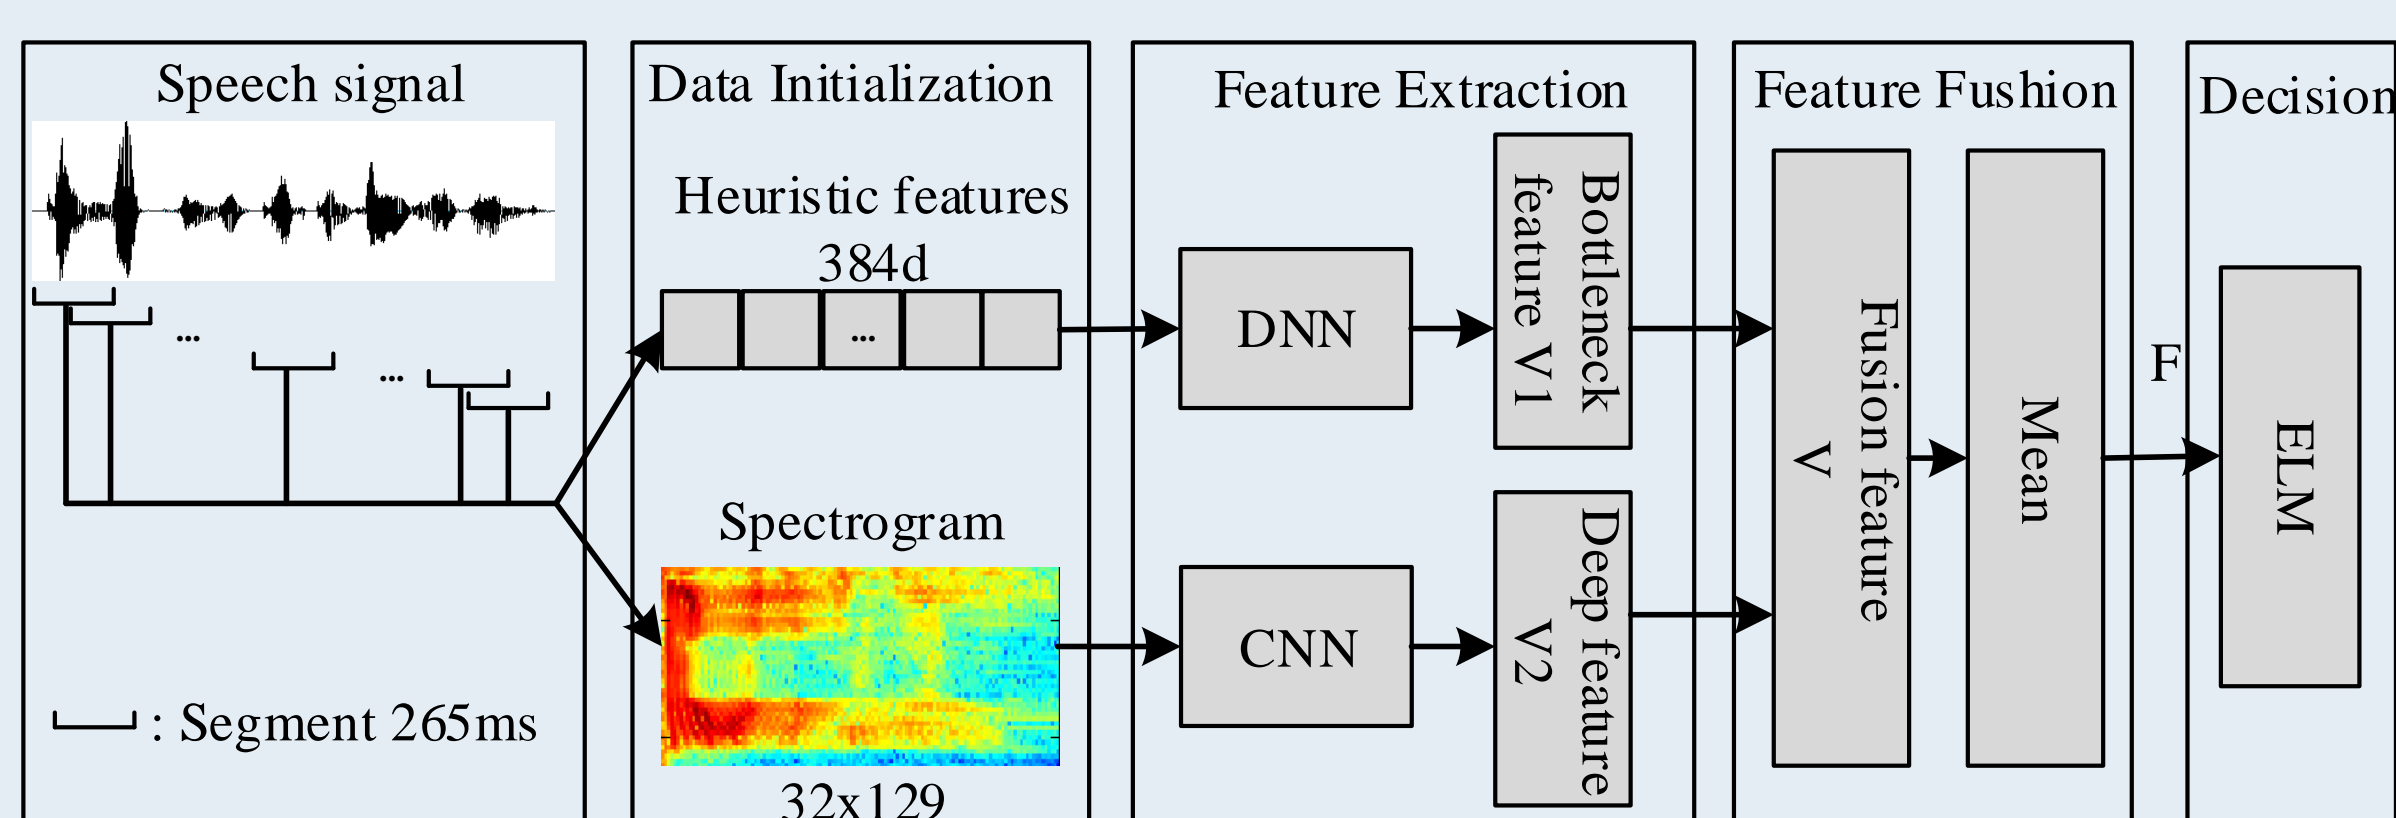 Speech signal
...
...
: Segment 265ms
Data Initialization
Heuristic features
384d
...
Spectrogram
32x129
Feature Extraction
DNN
Bottleneck
feature V1
CNN
Deep feature
V2
Feature Fushion
Fusion feature
V
Mean
F
Decision
ELM